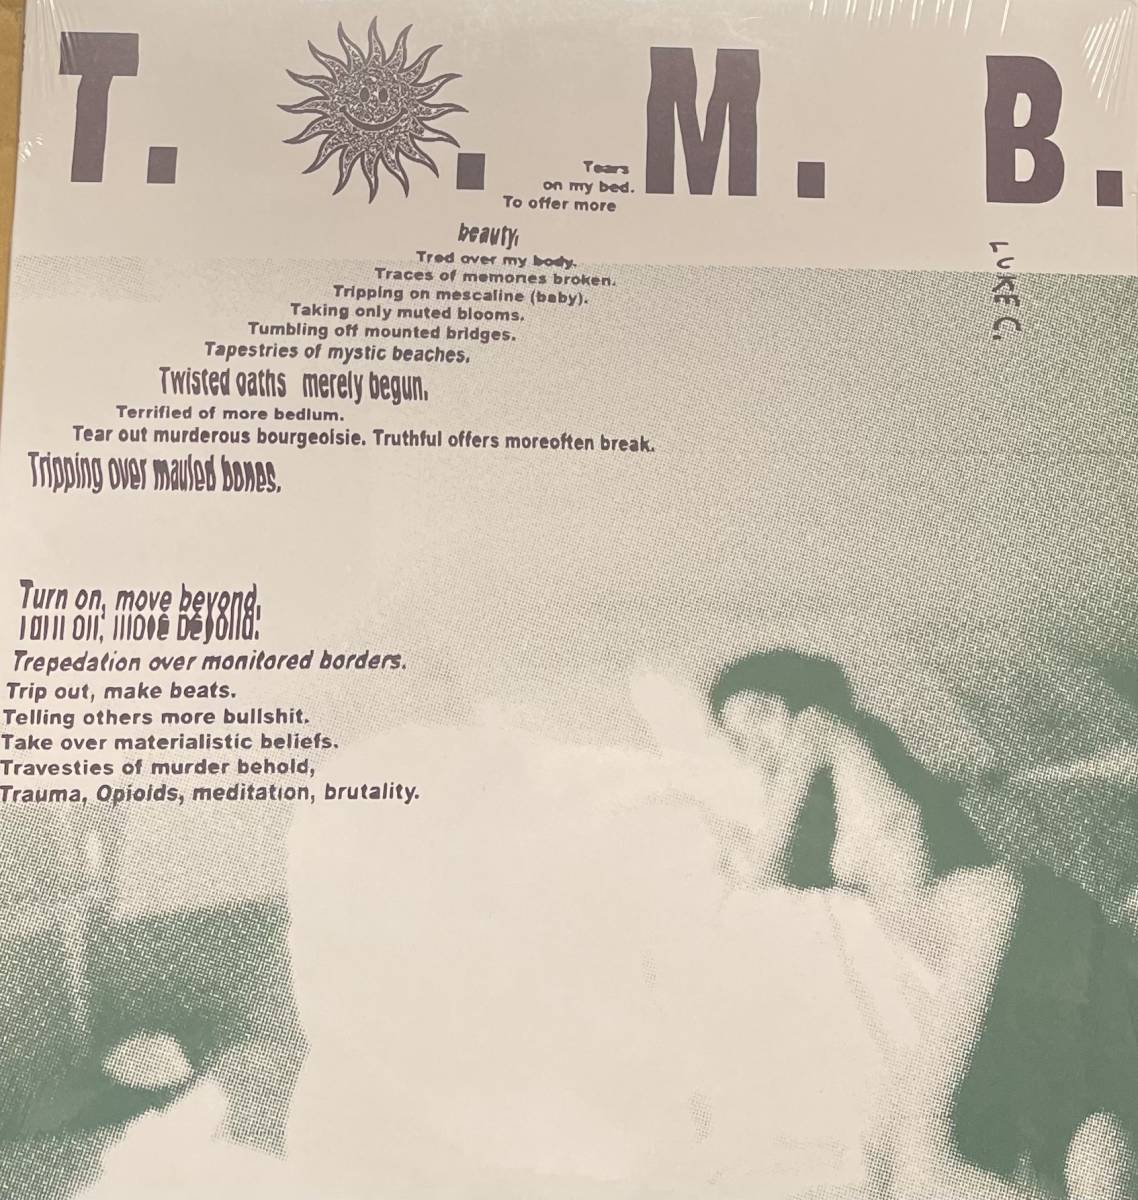 T. . M. B.
Tears
on my bed.
To offer more
beauty,
Tred over my body.
Traces of memories broken.
Tripping on mescaline (baby).
Taking only muted blooms.
Tumbling off mounted bridges.
Tapestries of mystic beaches.
Twisted oaths merely begun.
Terrified of more bedlum.
Tear out murderous bourgeoisie. Truthful offers moreoften break.
Tripping over mauled bones.
Turn on, move beyond.
Turn on, move beyond.
Trepedation over monitored borders.
Trip out, make beats.
Telling others more bullshit.
Take over materialistic beliefs.
Travesties of murder behold,
Trauma, Opioids, meditation, brutality.
LUKE C.